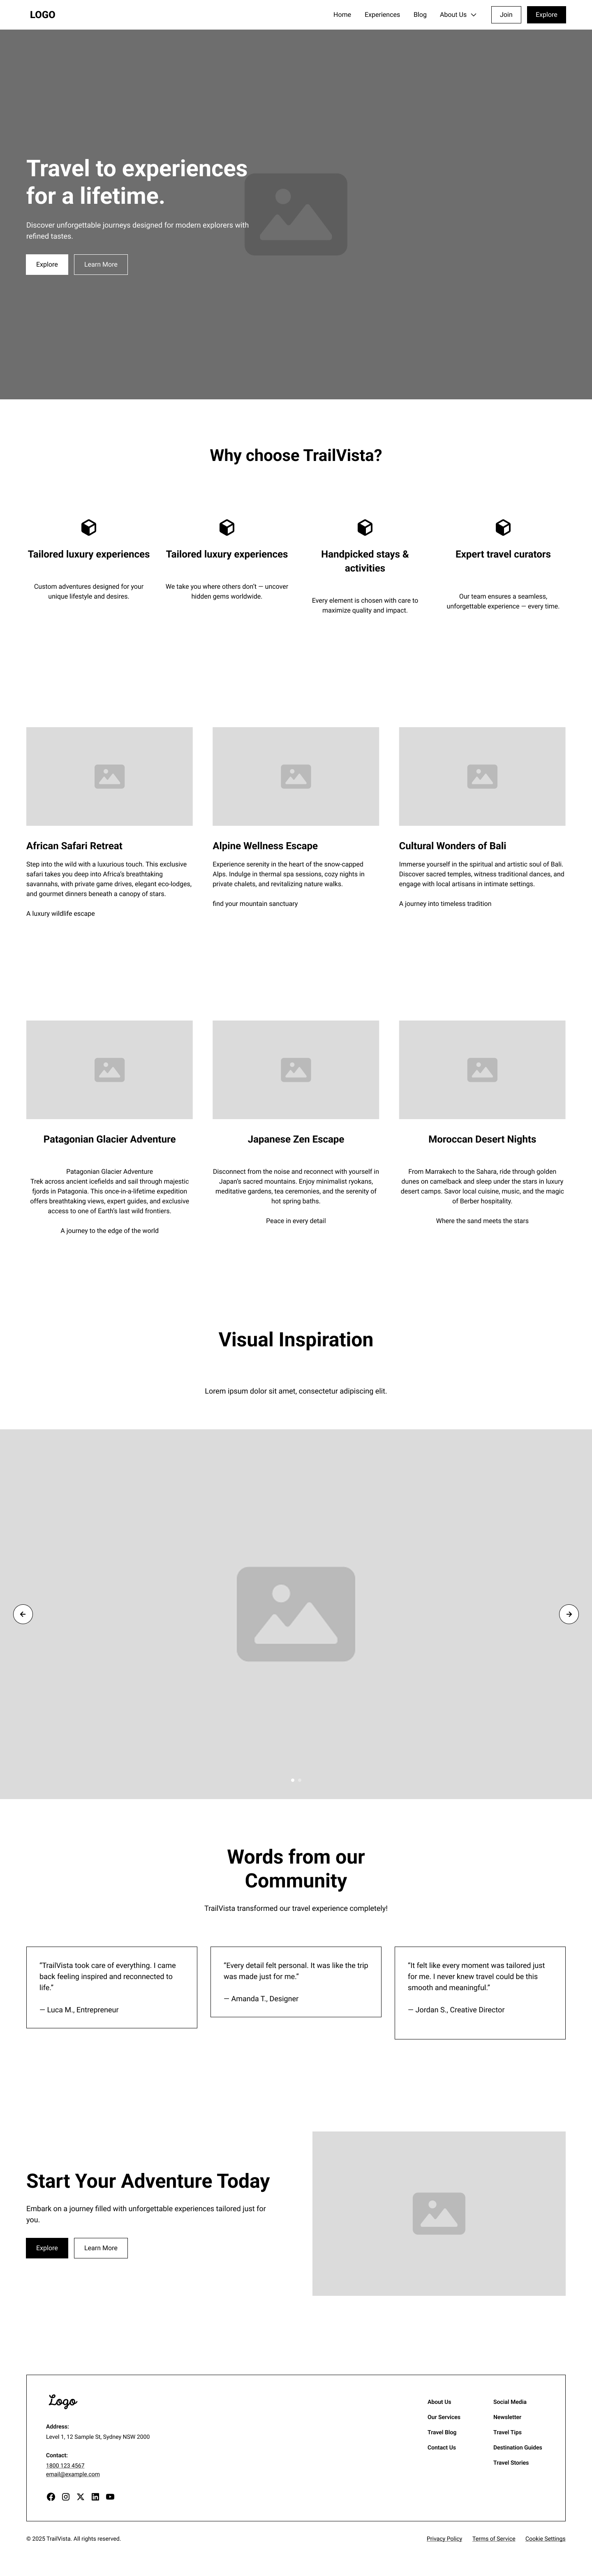 LOGO
Home Experiences Blog About Us Join Explore
Travel to experiences
for a lifetime.
Discover unforgettable journeys designed for modern explorers with
refined tastes.
Explore Learn More
Why choose TrailVista?
Tailored luxury experiences
Custom adventures designed for your
unique lifestyle and desires.
Tailored luxury experiences
We take you where others don't — uncover
hidden gems worldwide.
Handpicked stays &
activities
Every element is chosen with care to
maximize quality and impact.
Expert travel curators
Our team ensures a seamless,
unforgettable experience — every time.
African Safari Retreat
Step into the wild with a luxurious touch. This exclusive
safari takes you deep into Africa's breathtaking
savannahs, with private game drives, elegant eco-lodges,
and gourmet dinners beneath a canopy of stars.
A luxury wildlife escape
Alpine Wellness Escape
Experience serenity in the heart of the snow-capped
Alps. Indulge in thermal spa sessions, cozy nights in
private chalets, and revitalizing nature walks.
find your mountain sanctuary
Cultural Wonders of Bali
Immerse yourself in the spiritual and artistic soul of Bali.
Discover sacred temples, witness traditional dances, and
engage with local artisans in intimate settings.
A journey into timeless tradition
Patagonian Glacier Adventure
Patagonian Glacier Adventure
Trek across ancient icefields and sail through majestic
fjords in Patagonia. This once-in-a-lifetime expedition
offers breathtaking views, expert guides, and exclusive
access to one of Earth's last wild frontiers.
A journey to the edge of the world
Japanese Zen Escape
Disconnect from the noise and reconnect with yourself in
Japan's sacred mountains. Enjoy minimalist ryokans,
meditative gardens, tea ceremonies, and the serenity of
hot spring baths.
Peace in every detail
Moroccan Desert Nights
From Marrakech to the Sahara, ride through golden
dunes on camelback and sleep under the stars in luxury
desert camps. Savor local cuisine, music, and the magic
of Berber hospitality.
Where the sand meets the stars
Visual Inspiration
Lorem ipsum dolor sit amet, consectetur adipiscing elit.
Words from our
Community
TrailVista transformed our travel experience completely!
"TrailVista took care of everything. I came
back feeling inspired and reconnected to
life."
— Luca M., Entrepreneur
"Every detail felt personal. It was like the trip
was made just for me."
— Amanda T., Designer
"It felt like every moment was tailored just
for me. I never knew travel could be this
smooth and meaningful."
— Jordan S., Creative Director
Start Your Adventure Today
Embark on a journey filled with unforgettable experiences tailored just for
you.
Explore Learn More
Logo
Address:
Level 1, 12 Sample St, Sydney NSW 2000
Contact:
1800 123 4567
email@example.com
About Us
Our Services
Travel Blog
Contact Us
Social Media
Newsletter
Travel Tips
Destination Guides
Travel Stories
© 2025 TrailVista. All rights reserved.
Privacy Policy Terms of Service Cookie Settings